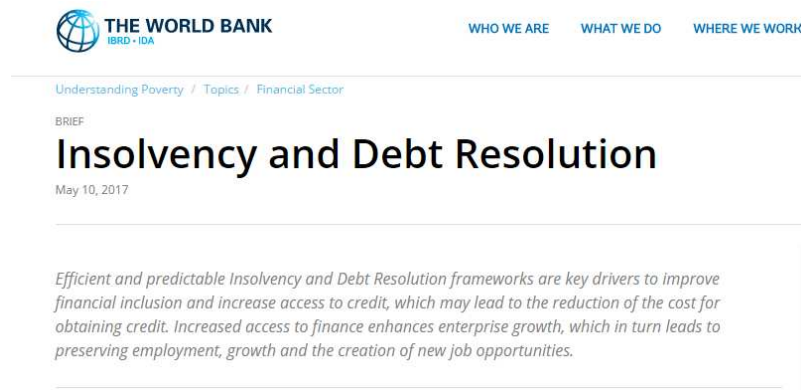 THE WORLD BANK
IBRD • IDA
WHO WE ARE WHAT WE DO WHERE WE WORK
Understanding Poverty / Topics / Financial Sector
BRIEF
Insolvency and Debt Resolution
May 10, 2017
Efficient and predictable Insolvency and Debt Resolution frameworks are key drivers to improve
financial inclusion and increase access to credit, which may lead to the reduction of the cost for
obtaining credit. Increased access to finance enhances enterprise growth, which in turn leads to
preserving employment, growth and the creation of new job opportunities.